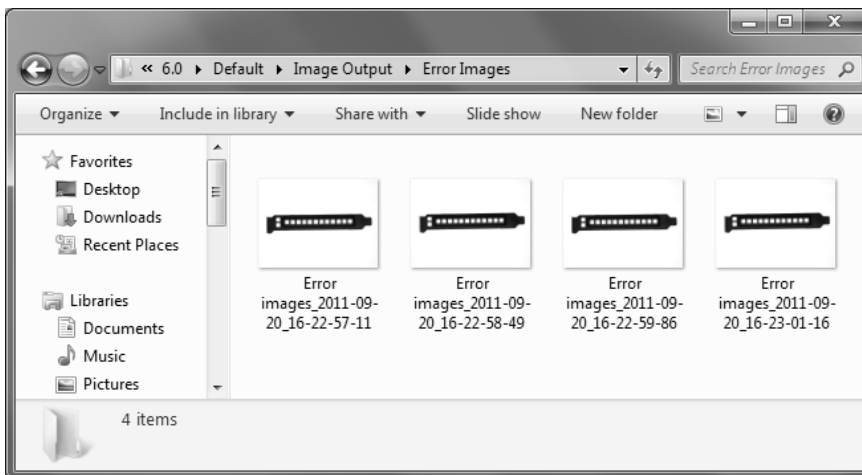 « 6.0 ▸ Default ▸ Image Output ▸ Error Images
Search Error Images
Organize ▾ Include in library ▾ Share with ▾ Slide show New folder
Favorites
Desktop
Downloads
Recent Places
Libraries
Documents
Music
Pictures
Error
images_2011-09-
20_16-22-57-11
Error
images_2011-09-
20_16-22-58-49
Error
images_2011-09-
20_16-22-59-86
Error
images_2011-09-
20_16-23-01-16
4 items